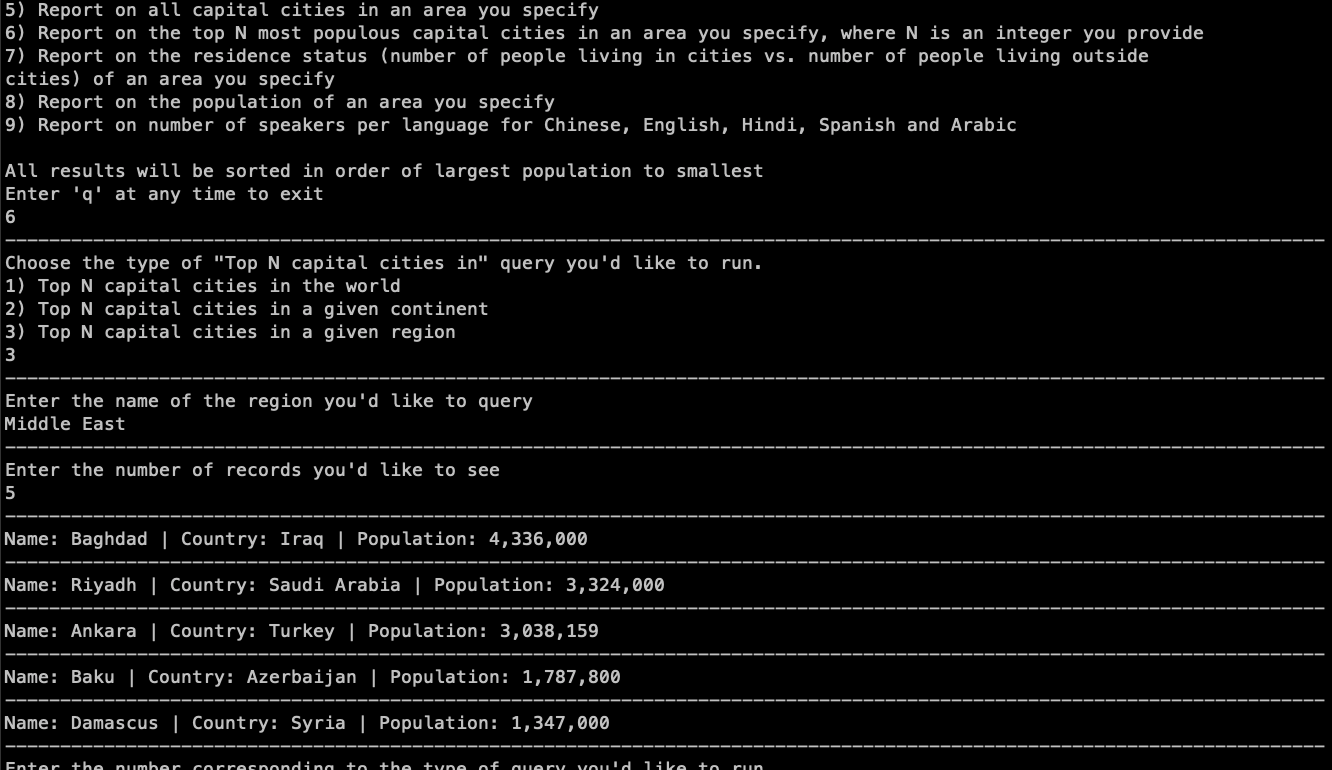 5) Report on all capital cities in an area you specify
6) Report on the top N most populous capital cities in an area you specify, where N is an integer you provide
7) Report on the residence status (number of people living in cities vs. number of people living outside
cities) of an area you specify
8) Report on the population of an area you specify
9) Report on number of speakers per language for Chinese, English, Hindi, Spanish and Arabic
All results will be sorted in order of largest population to smallest
Enter 'q' at any time to exit
6
Choose the type of "Top N capital cities in" query you'd like to run.
1) Top N capital cities in the world
2) Top N capital cities in a given continent
3) Top N capital cities in a given region
3
Enter the name of the region you'd like to query
Middle East
Enter the number of records you'd like to see
5
Name: Baghdad | Country: Iraq | Population: 4,336,000
Name: Riyadh | Country: Saudi Arabia | Population: 3,324,000
Name: Ankara | Country: Turkey | Population: 3,038,159
Name: Baku | Country: Azerbaijan | Population: 1,787,800
Name: Damascus | Country: Syria | Population: 1,347,000
Enter the number corresponding to the type of query you'd like to run